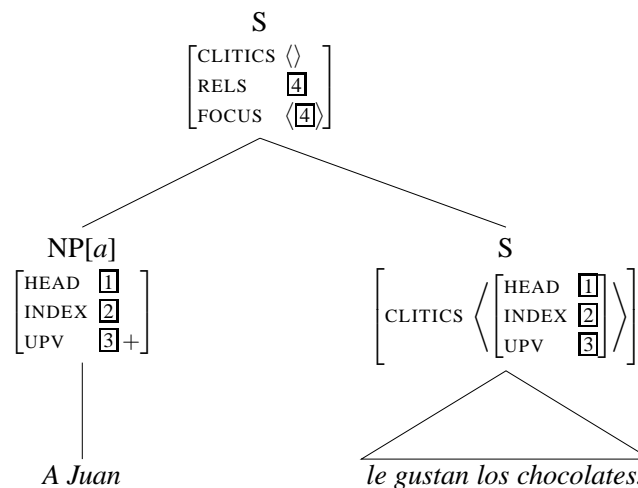 S
CLITICS ⟨⟩
RELS 4
FOCUS ⟨4⟩
NP[a] S
HEAD 1
INDEX 2
UPV 3 +
CLITICS ⟨ HEAD 1
INDEX 2
UPV 3 ⟩
A Juan le gustan los chocolates.